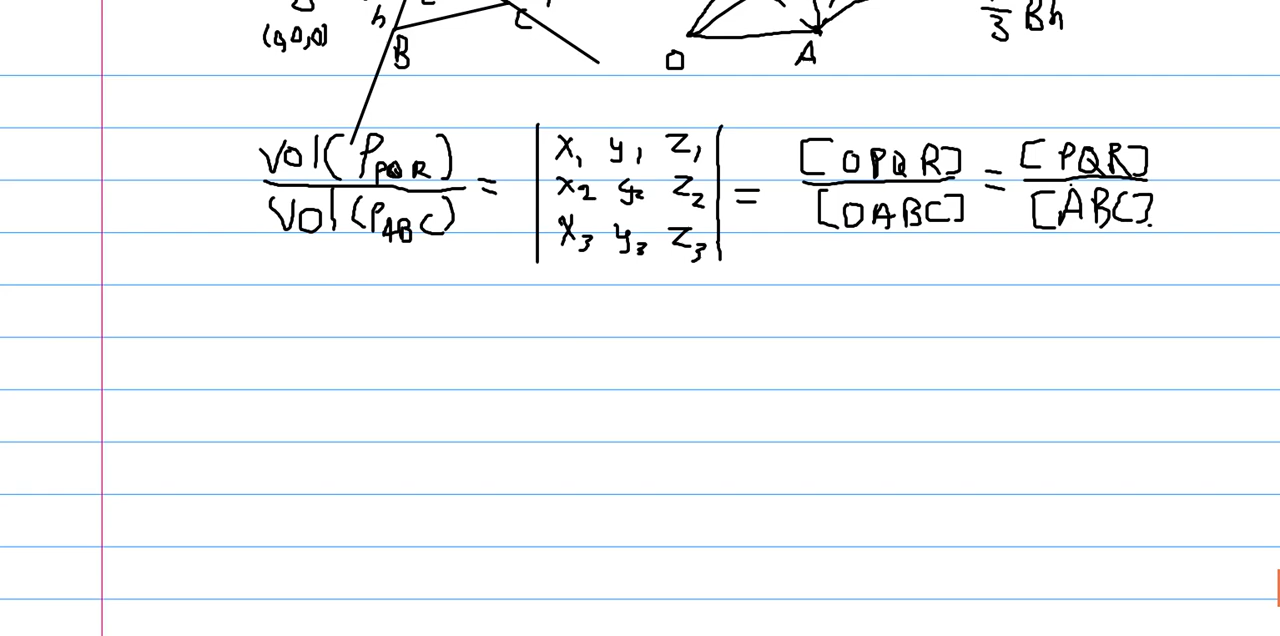 h C 1/3 Bh
(0,0,0) B O A
Vol(P_PQR) / Vol(P_ABC) = | x₁ y₁ z₁ | = [OPQR] / [OABC] = [PQR] / [ABC]
x₂ y₂ z₂
x₃ y₃ z₃